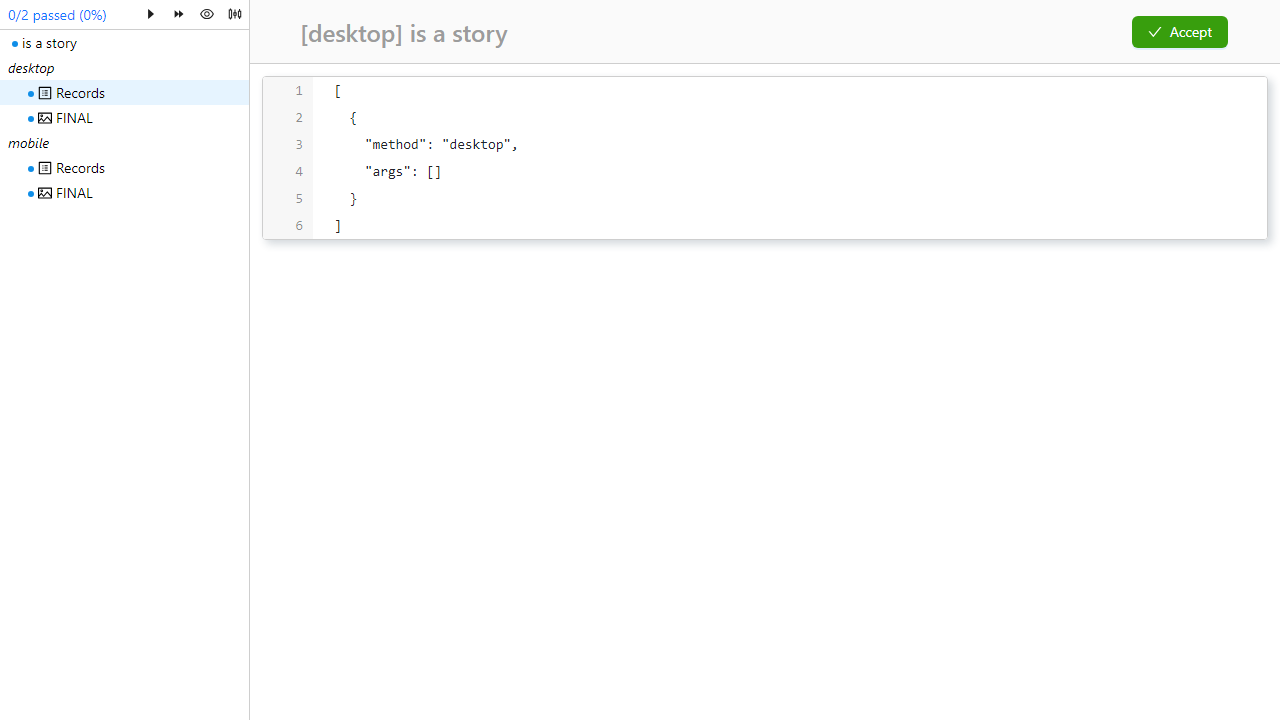 0/2 passed (0%)
is a story
desktop
Records
FINAL
mobile
Records
FINAL
[desktop] is a story
Accept
1 [
2 {
3 "method": "desktop",
4 "args": []
5 }
6 ]